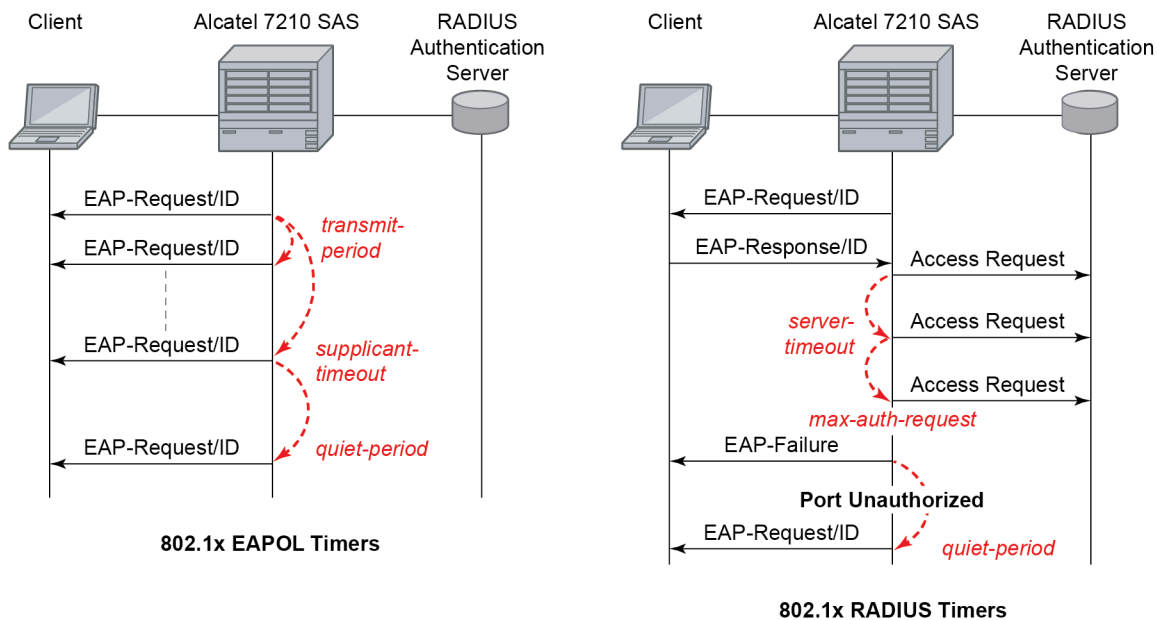 Client
Alcatel 7210 SAS
RADIUS
Authentication
Server
EAP-Request/ID
transmit-
period
EAP-Request/ID
EAP-Request/ID
supplicant-
timeout
EAP-Request/ID
quiet-period
802.1x EAPOL Timers
Client
Alcatel 7210 SAS
RADIUS
Authentication
Server
EAP-Request/ID
EAP-Response/ID
Access Request
server-
timeout
Access Request
Access Request
max-auth-request
EAP-Failure
Port Unauthorized
EAP-Request/ID
quiet-period
802.1x RADIUS Timers